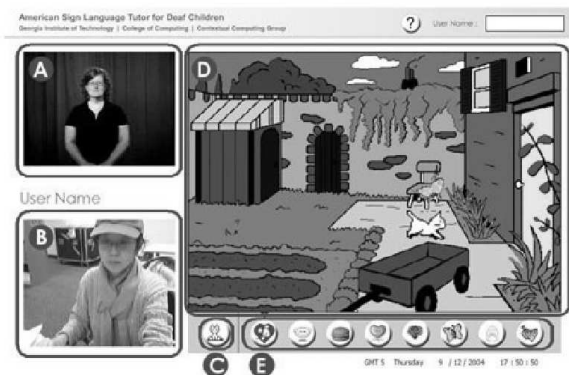 American Sign Language Tutor for Deaf Children
Georgia Institute of Technology | College of Computing | Contextual Computing Group
?
User Name :
A
D
User Name
B
C
E
GMT 5 Thursday 9 / 12 / 2004 17 : 50 : 50